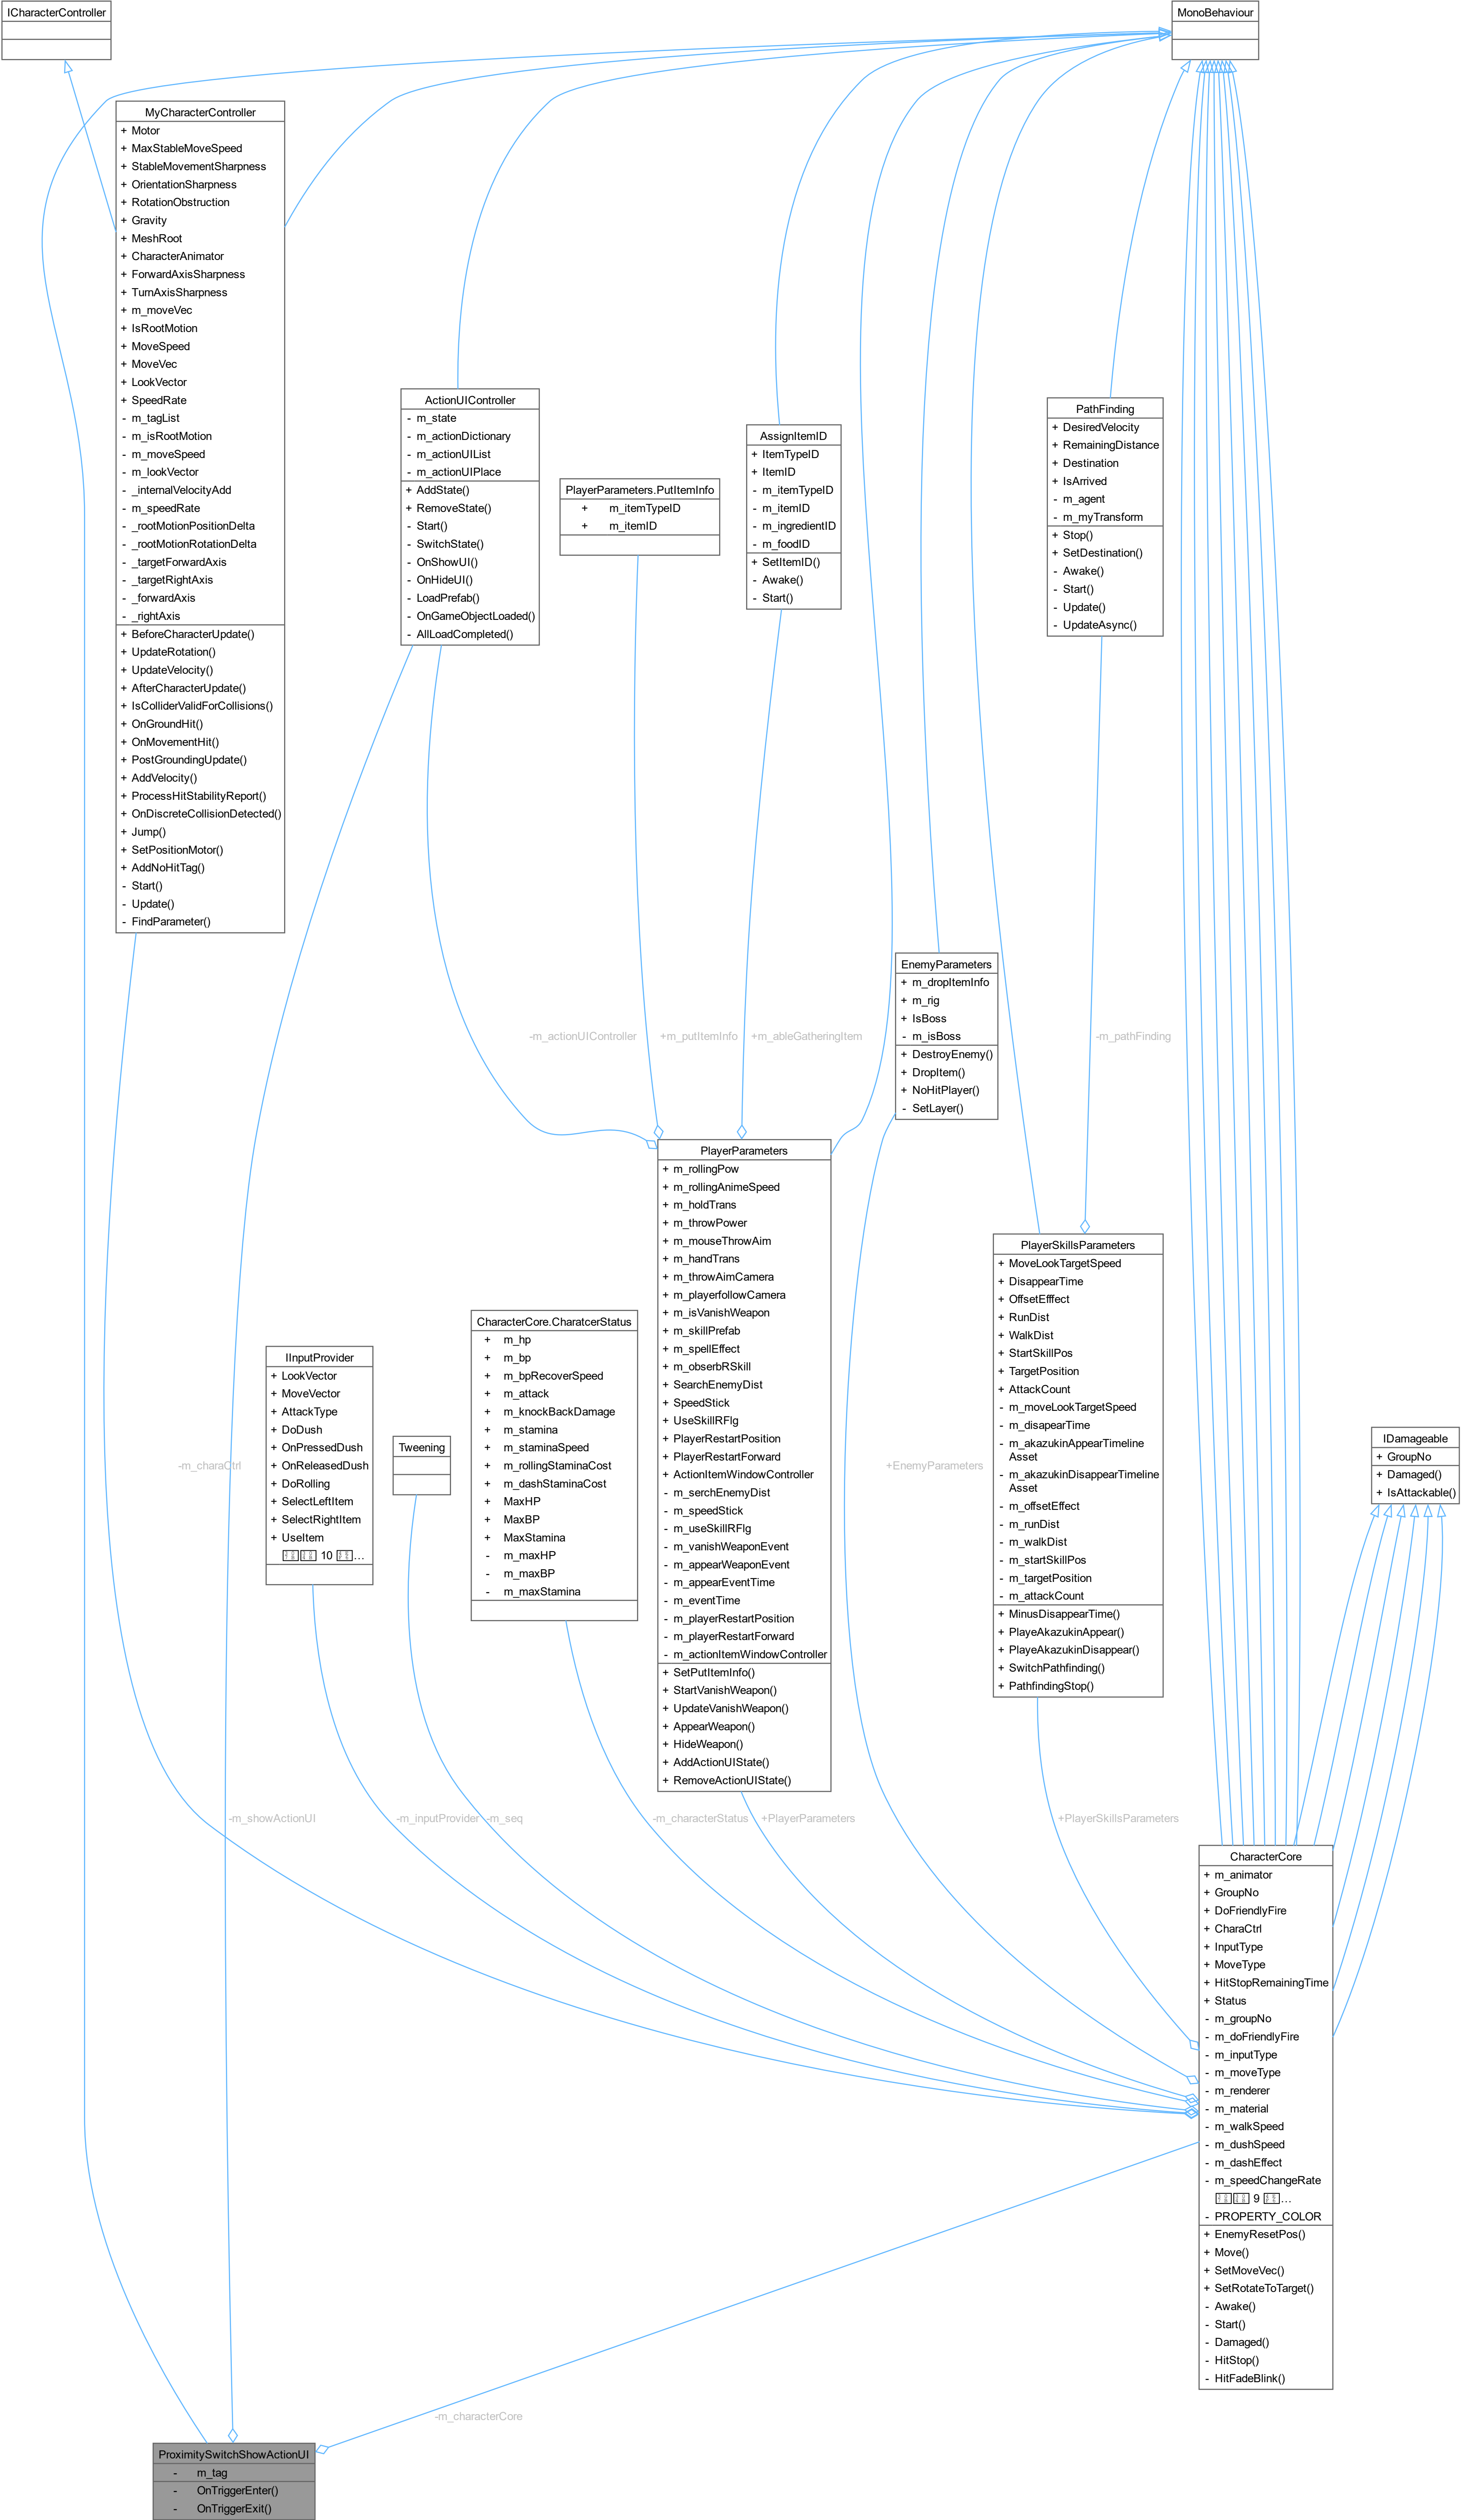 ICharacterController
MonoBehaviour
MyCharacterController
+ Motor
+ MaxStableMoveSpeed
+ StableMovementSharpness
+ OrientationSharpness
+ RotationObstruction
+ Gravity
+ MeshRoot
+ CharacterAnimator
+ ForwardAxisSharpness
+ TurnAxisSharpness
+ m_moveVec
+ IsRootMotion
+ MoveSpeed
+ MoveVec
+ LookVector
+ SpeedRate
- m_tagList
- m_isRootMotion
- m_moveSpeed
- m_lookVector
- _internalVelocityAdd
- m_speedRate
- _rootMotionPositionDelta
- _rootMotionRotationDelta
- _targetForwardAxis
- _targetRightAxis
- _forwardAxis
- _rightAxis
+ BeforeCharacterUpdate()
+ UpdateRotation()
+ UpdateVelocity()
+ AfterCharacterUpdate()
+ IsColliderValidForCollisions()
+ OnGroundHit()
+ OnMovementHit()
+ PostGroundingUpdate()
+ AddVelocity()
+ ProcessHitStabilityReport()
+ OnDiscreteCollisionDetected()
+ Jump()
+ SetPositionMotor()
+ AddNoHitTag()
- Start()
- Update()
- FindParameter()
ActionUIController
- m_state
- m_actionDictionary
- m_actionUIList
- m_actionUIPlace
+ AddState()
+ RemoveState()
- Start()
- SwitchState()
- OnShowUI()
- OnHideUI()
- LoadPrefab()
- OnGameObjectLoaded()
- AllLoadCompleted()
PlayerParameters.PutItemInfo
+ m_itemTypeID
+ m_itemID
AssignItemID
+ ItemTypeID
+ ItemID
- m_itemTypeID
- m_itemID
- m_ingredientID
- m_foodID
+ SetItemID()
- Awake()
- Start()
PathFinding
+ DesiredVelocity
+ RemainingDistance
+ Destination
+ IsArrived
- m_agent
- m_myTransform
+ Stop()
+ SetDestination()
- Awake()
- Start()
- Update()
- UpdateAsync()
EnemyParameters
+ m_dropItemInfo
+ m_rig
+ IsBoss
- m_isBoss
+ DestroyEnemy()
+ DropItem()
+ NoHitPlayer()
- SetLayer()
-m_actionUIController
+m_putItemInfo
+m_ableGatheringItem
-m_pathFinding
PlayerParameters
+ m_rollingPow
+ m_rollingAnimeSpeed
+ m_holdTrans
+ m_throwPower
+ m_mouseThrowAim
+ m_handTrans
+ m_throwAimCamera
+ m_playerfollowCamera
+ m_isVanishWeapon
+ m_skillPrefab
+ m_spellEffect
+ m_obserbRSkill
+ SearchEnemyDist
+ SpeedStick
+ UseSkillRFlg
+ PlayerRestartPosition
+ PlayerRestartForward
+ ActionItemWindowController
- m_serchEnemyDist
- m_speedStick
- m_useSkillRFlg
- m_vanishWeaponEvent
- m_appearWeaponEvent
- m_appearEventTime
- m_eventTime
- m_playerRestartPosition
- m_playerRestartForward
- m_actionItemWindowController
+ SetPutItemInfo()
+ StartVanishWeapon()
+ UpdateVanishWeapon()
+ AppearWeapon()
+ HideWeapon()
+ AddActionUIState()
+ RemoveActionUIState()
PlayerSkillsParameters
+ MoveLookTargetSpeed
+ DisappearTime
+ OffsetEfffect
+ RunDist
+ WalkDist
+ StartSkillPos
+ TargetPosition
+ AttackCount
- m_moveLookTargetSpeed
- m_disapearTime
- m_akazukinAppearTimeline
Asset
- m_akazukinDisappearTimeline
Asset
- m_offsetEffect
- m_runDist
- m_walkDist
- m_startSkillPos
- m_targetPosition
- m_attackCount
+ MinusDisappearTime()
+ PlayeAkazukinAppear()
+ PlayeAkazukinDisappear()
+ SwitchPathfinding()
+ PathfindingStop()
CharacterCore.CharatcerStatus
+ m_hp
+ m_bp
+ m_bpRecoverSpeed
+ m_attack
+ m_knockBackDamage
+ m_stamina
+ m_staminaSpeed
+ m_rollingStaminaCost
+ m_dashStaminaCost
+ MaxHP
+ MaxBP
+ MaxStamina
- m_maxHP
- m_maxBP
- m_maxStamina
IInputProvider
+ LookVector
+ MoveVector
+ AttackType
+ DoDush
+ OnPressedDush
+ OnReleasedDush
+ DoRolling
+ SelectLeftItem
+ SelectRightItem
+ UseItem
10 ...
Tweening
IDamageable
+ GroupNo
+ Damaged()
+ IsAttackable()
-m_charaCtrl
+EnemyParameters
-m_showActionUI
-m_inputProvider
-m_seq
-m_characterStatus
+PlayerParameters
+PlayerSkillsParameters
CharacterCore
+ m_animator
+ GroupNo
+ DoFriendlyFire
+ CharaCtrl
+ InputType
+ MoveType
+ HitStopRemainingTime
+ Status
- m_groupNo
- m_doFriendlyFire
- m_inputType
- m_moveType
- m_renderer
- m_material
- m_walkSpeed
- m_dushSpeed
- m_dashEffect
- m_speedChangeRate
9 ...
- PROPERTY_COLOR
+ EnemyResetPos()
+ Move()
+ SetMoveVec()
+ SetRotateToTarget()
- Awake()
- Start()
- Damaged()
- HitStop()
- HitFadeBlink()
-m_characterCore
ProximitySwitchShowActionUI
- m_tag
- OnTriggerEnter()
- OnTriggerExit()